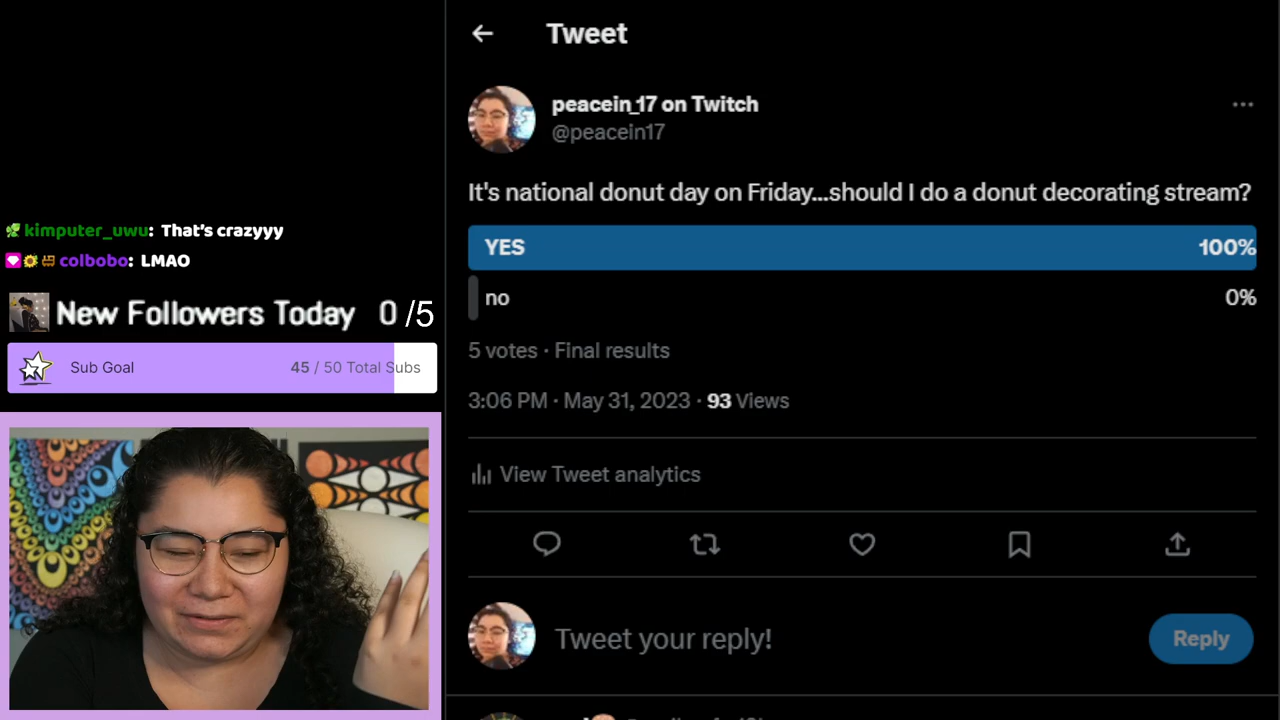 kimputer_uwu: That's crazyyy
colbobo: LMAO
New Followers Today 0 /5
Sub Goal 45 / 50 Total Subs
Tweet
peacein_17 on Twitch
@peacein17
It's national donut day on Friday...should I do a donut decorating stream?
YES 100%
no 0%
5 votes · Final results
3:06 PM · May 31, 2023 · 93 Views
View Tweet analytics
Tweet your reply!
Reply